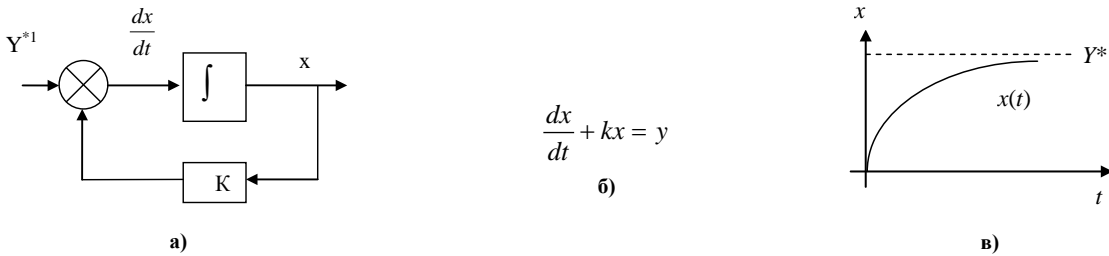 Y*1
dx/dt
∫
x
K
а)
dx/dt + kx = y
б)
x
Y*
x(t)
t
в)